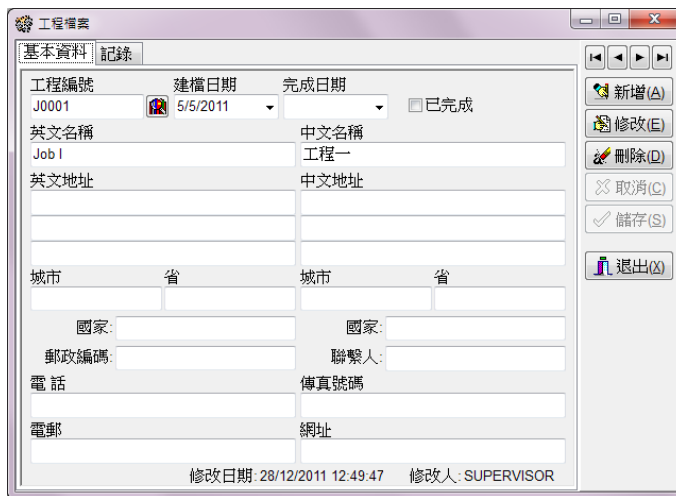 工程檔案
基本資料 記錄
工程編號 建檔日期 完成日期
J0001 5/5/2011 已完成
英文名稱 中文名稱
Job I 工程一
英文地址 中文地址
城市 省 城市 省
國家: 國家:
郵政編碼: 聯繫人:
電 話 傳真號碼
電郵 網址
修改日期: 28/12/2011 12:49:47 修改人: SUPERVISOR
新增(A)
修改(E)
刪除(D)
取消(C)
儲存(S)
退出(X)